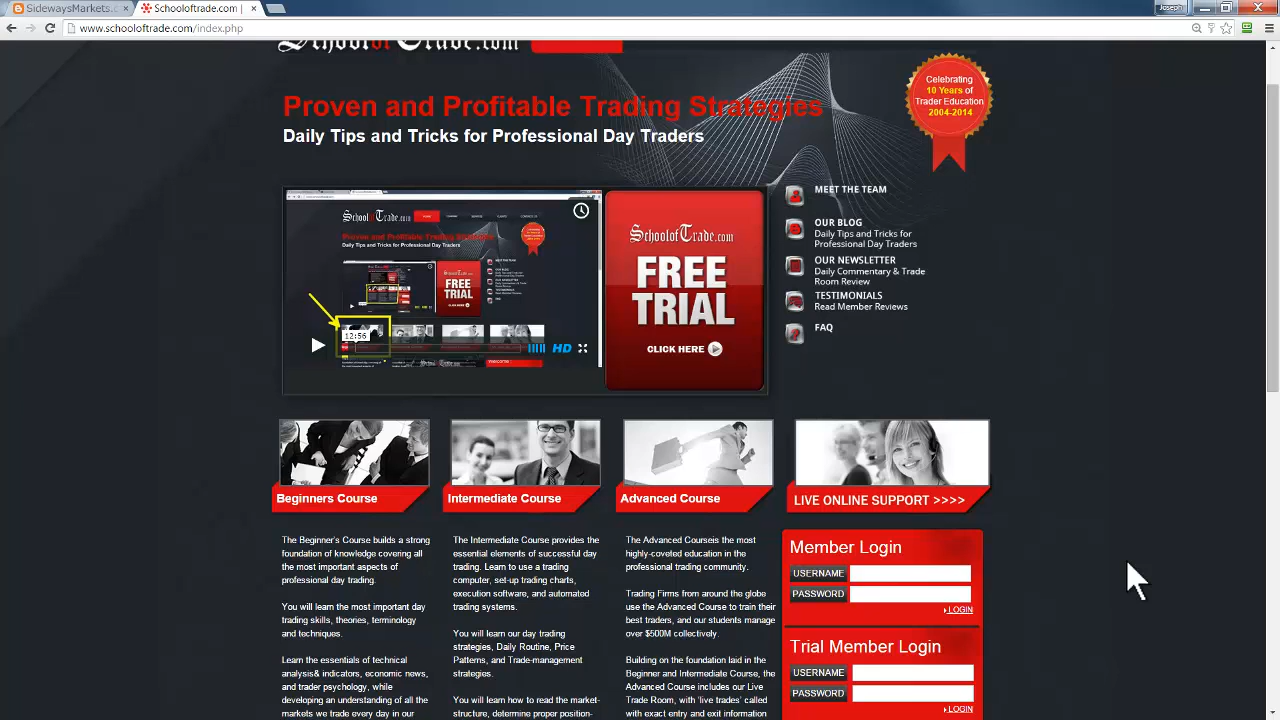 SidewaysMarkets.c
Schooloftrade.com |
Joseph
www.schooloftrade.com/index.php
SchoolofTrade.com
Celebrating
10 Years of
Trader Education
2004-2014
Proven and Profitable Trading Strategies
Daily Tips and Tricks for Professional Day Traders
SchoolofTrade.com
Proven and Profitable Trading Strategies
Daily Tips and Tricks for Professional Day Traders
SchoolofTrade.com
FREE
TRIAL
CLICK HERE
12:56
HD
SchoolofTrade.com
FREE
TRIAL
CLICK HERE
MEET THE TEAM
OUR BLOG
Daily Tips and Tricks for
Professional Day Traders
OUR NEWSLETTER
Daily Commentary & Trade
Room Review
TESTIMONIALS
Read Member Reviews
FAQ
Beginners Course
Intermediate Course
Advanced Course
LIVE ONLINE SUPPORT >>>>
The Beginner's Course builds a strong
foundation of knowledge covering all
the most important aspects of
professional day trading.
You will learn the most important day
trading skills, theories, terminology
and techniques.
Learn the essentials of technical
analysis& indicators, economic news,
and trader psychology, while
developing an understanding of all the
markets we trade every day in our
The Intermediate Course provides the
essential elements of successful day
trading. Learn to use a trading
computer, set-up trading charts,
execution software, and automated
trading systems.
You will learn our day trading
strategies, Daily Routine, Price
Patterns, and Trade-management
strategies.
You will learn how to read the market-
structure, determine proper position-
The Advanced Courseis the most
highly-coveted education in the
professional trading community.
Trading Firms from around the globe
use the Advanced Course to train their
best traders, and our students manage
over $500M collectively.
Building on the foundation laid in the
Beginner and Intermediate Course, the
Advanced Course includes our Live
Trade Room, with 'live trades' called
with exact entry and exit information
Member Login
USERNAME
PASSWORD
LOGIN
Trial Member Login
USERNAME
PASSWORD
LOGIN